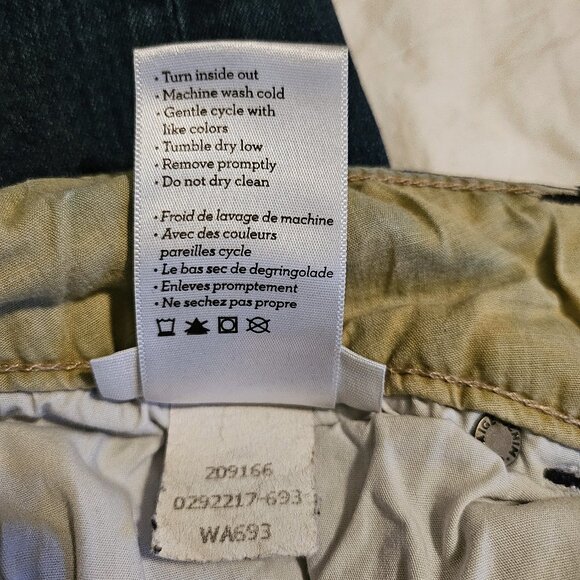 • Turn inside out
• Machine wash cold
• Gentle cycle with
like colors
• Tumble dry low
• Remove promptly
• Do not dry clean
• Froid de lavage de machine
• Avec des couleurs
pareilles cycle
• Le bas sec de degringolade
• Enleves promptement
• Ne sechez pas propre
209166
0292217-693
WA693